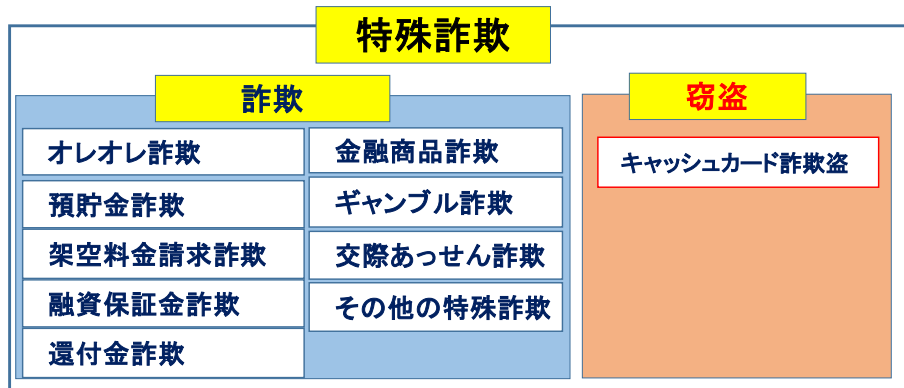 特殊詐欺
詐欺
オレオレ詐欺
預貯金詐欺
架空料金請求詐欺
融資保証金詐欺
還付金詐欺
金融商品詐欺
ギャンブル詐欺
交際あっせん詐欺
その他の特殊詐欺
窃盗
キャッシュカード詐欺盗